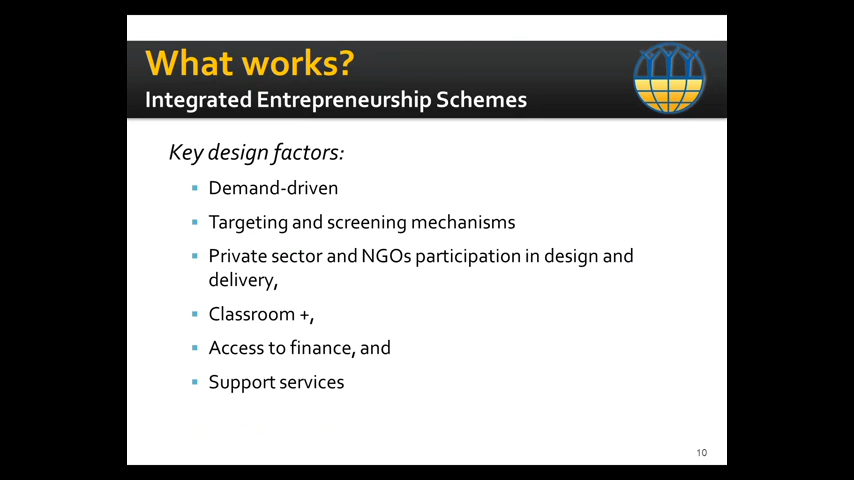 What works?
Integrated Entrepreneurship Schemes
Key design factors:
▪ Demand-driven
▪ Targeting and screening mechanisms
▪ Private sector and NGOs participation in design and
delivery,
▪ Classroom +,
▪ Access to finance, and
▪ Support services
10